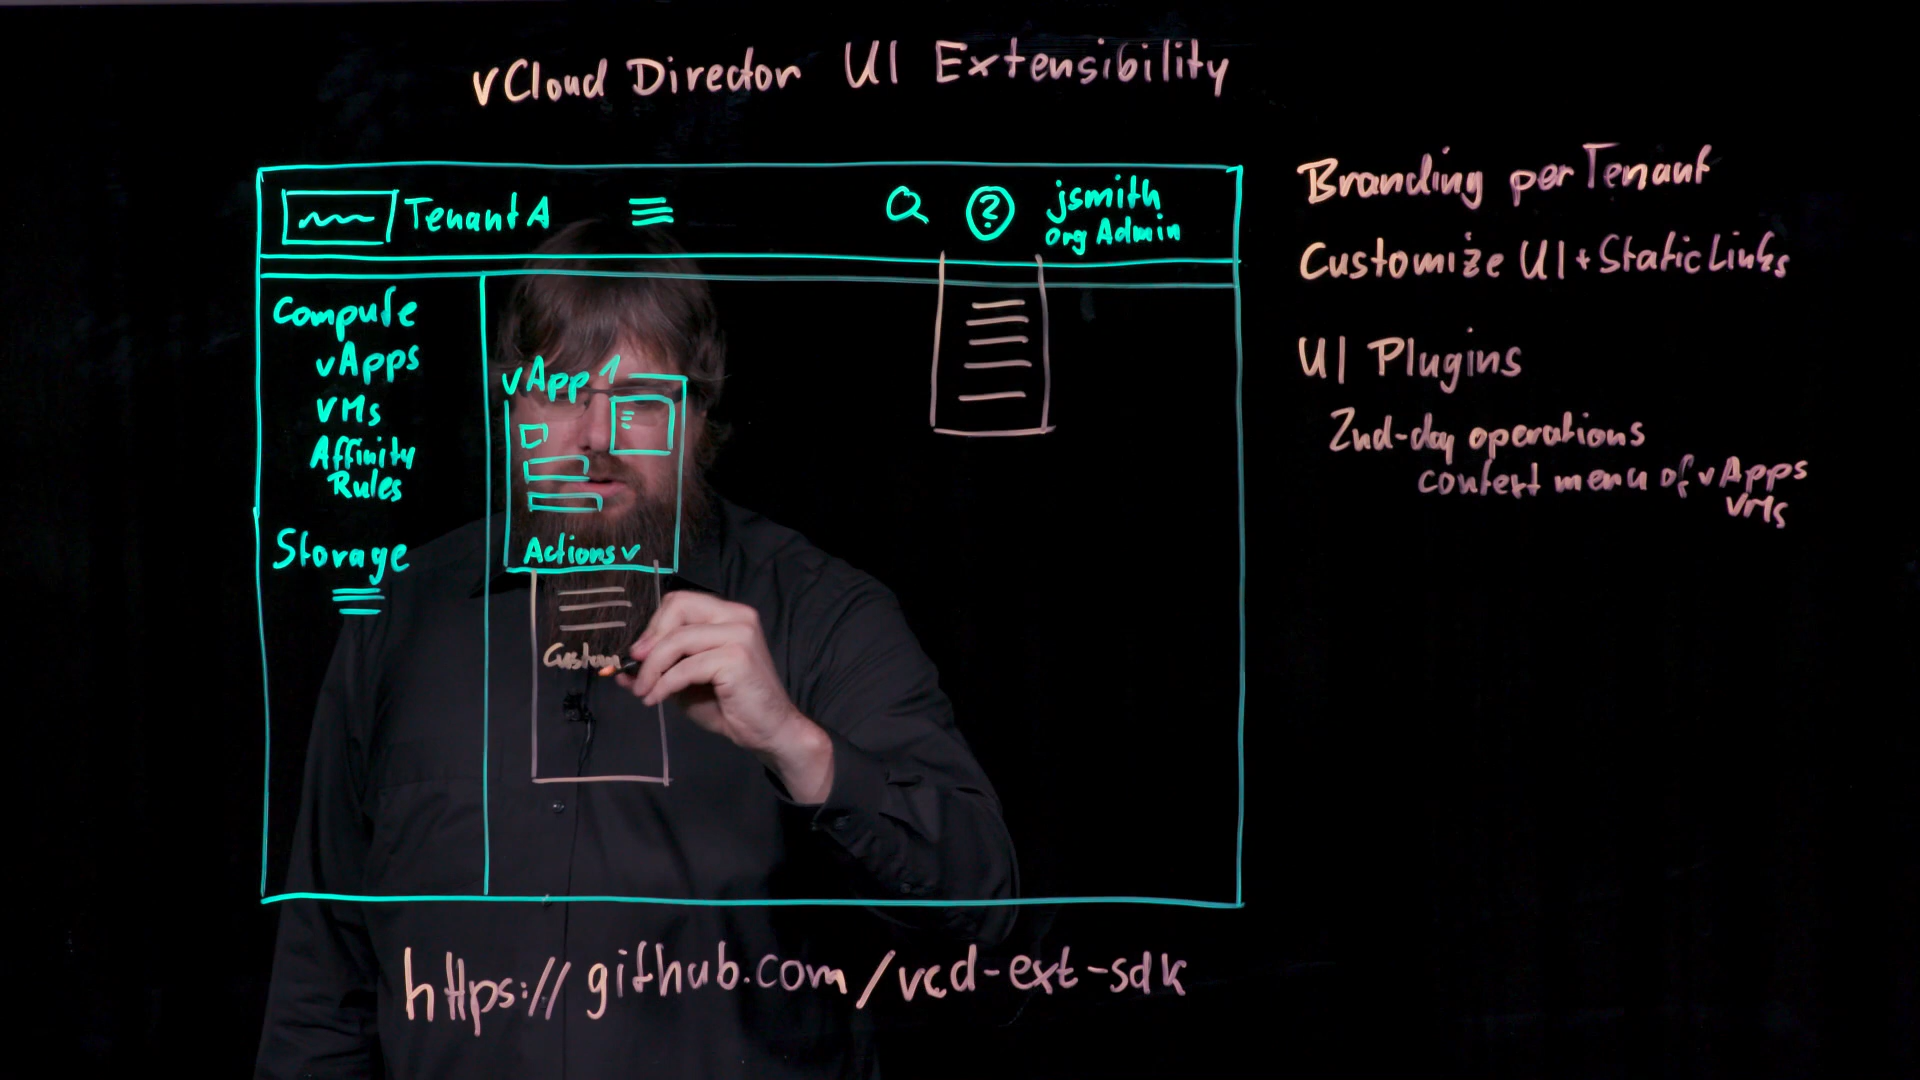 vCloud Director UI Extensibility
Tenant A
?
jsmith
Org Admin
Compute
vApps
VMs
Affinity
Rules
Storage
vApp 1
Actions v
Custom
Branding per Tenant
Customize UI + Static Links
UI Plugins
2nd-day operations
context menu of vApps
VMs
https://github.com/vcd-ext-sdk